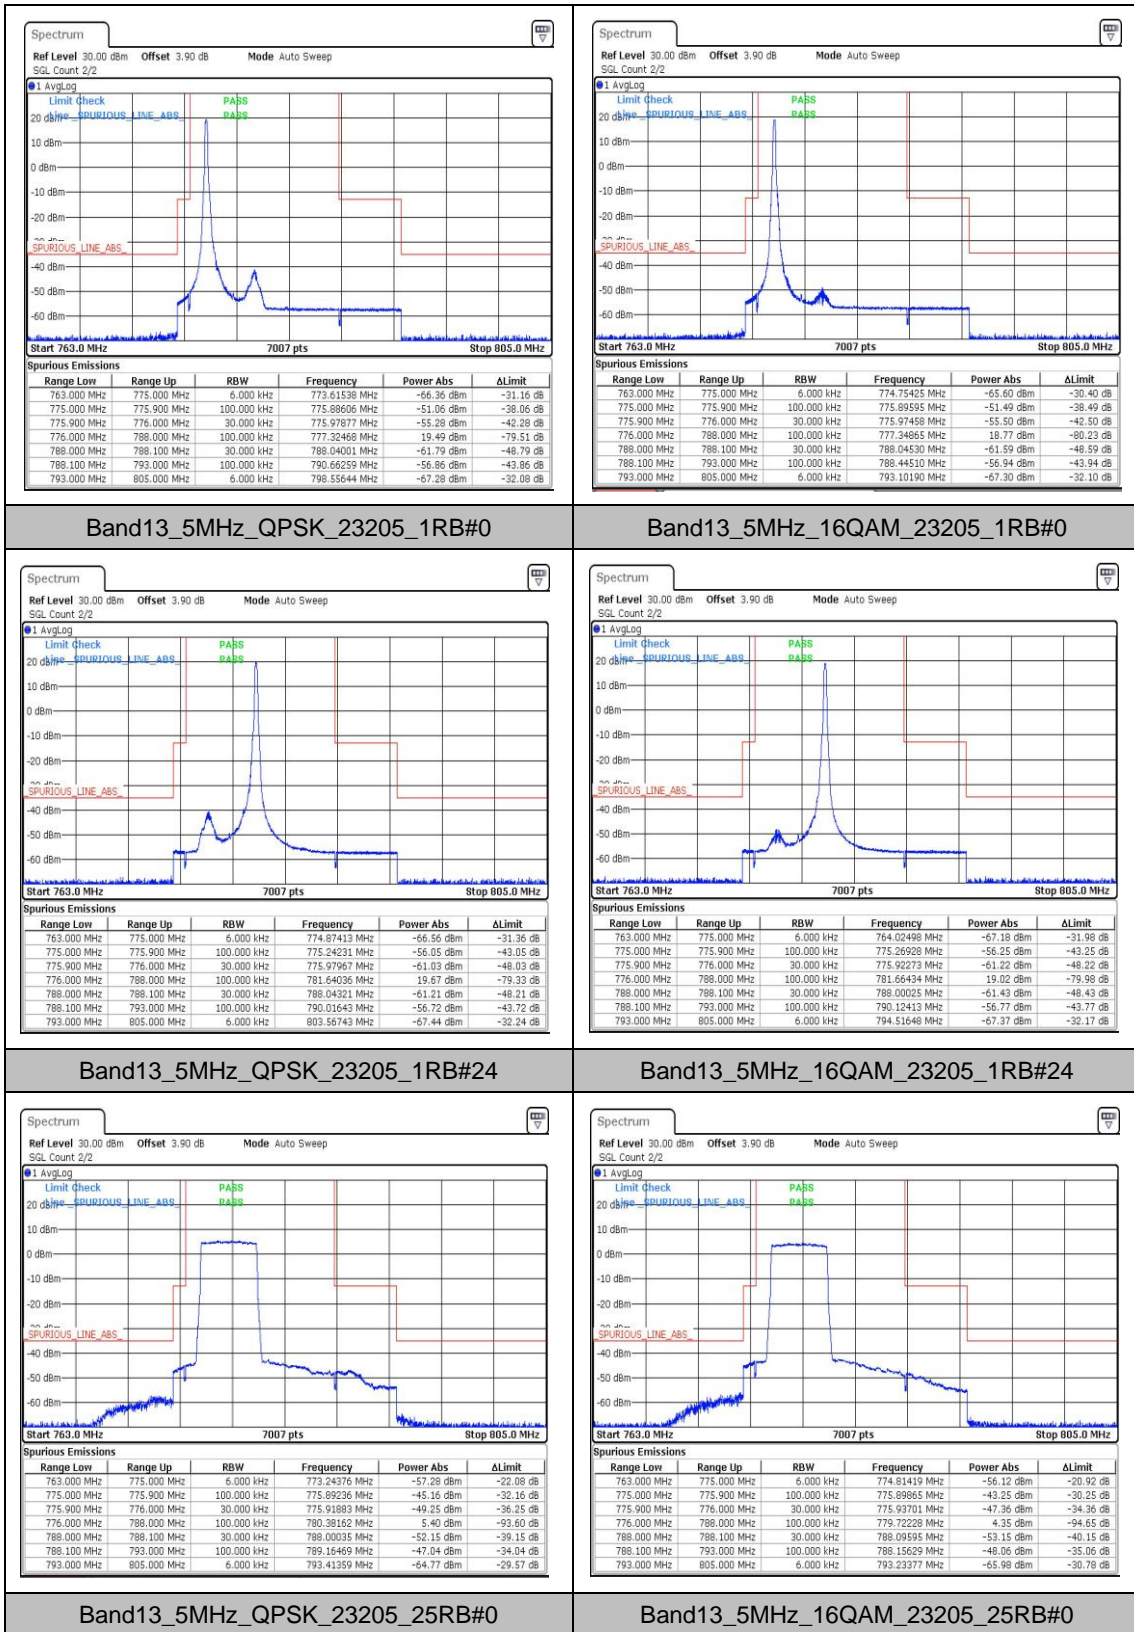 Spectrum
Ref Level 30.00 dBm Offset 3.90 dB Mode Auto Sweep
SGL Count 2/2
1 AvgLog
Limit Check PASS
Line _SPURIOUS_LINE_ABS_ PASS
20 dBm
10 dBm
0 dBm
-10 dBm
-20 dBm
_SPURIOUS_LINE_ABS_
-40 dBm
-50 dBm
-60 dBm
Start 763.0 MHz 7007 pts Stop 805.0 MHz
Spurious Emissions
Range Low Range Up RBW Frequency Power Abs ΔLimit
763.000 MHz 775.000 MHz 6.000 kHz 773.61538 MHz -66.36 dBm -31.16 dB
775.000 MHz 775.900 MHz 100.000 kHz 775.88606 MHz -51.06 dBm -38.06 dB
775.900 MHz 776.000 MHz 30.000 kHz 775.97877 MHz -55.28 dBm -42.28 dB
776.000 MHz 788.000 MHz 100.000 kHz 777.32468 MHz 19.49 dBm -79.51 dB
788.000 MHz 788.100 MHz 30.000 kHz 788.04001 MHz -61.79 dBm -48.79 dB
788.100 MHz 793.000 MHz 100.000 kHz 790.66259 MHz -56.86 dBm -43.86 dB
793.000 MHz 805.000 MHz 6.000 kHz 798.55644 MHz -67.28 dBm -32.08 dB
Band13_5MHz_QPSK_23205_1RB#0
Spectrum
Ref Level 30.00 dBm Offset 3.90 dB Mode Auto Sweep
SGL Count 2/2
1 AvgLog
Limit Check PASS
Line _SPURIOUS_LINE_ABS_ PASS
20 dBm
10 dBm
0 dBm
-10 dBm
-20 dBm
_SPURIOUS_LINE_ABS_
-40 dBm
-50 dBm
-60 dBm
Start 763.0 MHz 7007 pts Stop 805.0 MHz
Spurious Emissions
Range Low Range Up RBW Frequency Power Abs ΔLimit
763.000 MHz 775.000 MHz 6.000 kHz 774.75425 MHz -65.60 dBm -30.40 dB
775.000 MHz 775.900 MHz 100.000 kHz 775.89595 MHz -51.49 dBm -38.49 dB
775.900 MHz 776.000 MHz 30.000 kHz 775.97458 MHz -55.50 dBm -42.50 dB
776.000 MHz 788.000 MHz 100.000 kHz 777.34865 MHz 18.77 dBm -80.23 dB
788.000 MHz 788.100 MHz 30.000 kHz 788.04530 MHz -61.59 dBm -48.59 dB
788.100 MHz 793.000 MHz 100.000 kHz 788.44510 MHz -56.94 dBm -43.94 dB
793.000 MHz 805.000 MHz 6.000 kHz 793.10190 MHz -67.30 dBm -32.10 dB
Band13_5MHz_16QAM_23205_1RB#0
Spectrum
Ref Level 30.00 dBm Offset 3.90 dB Mode Auto Sweep
SGL Count 2/2
1 AvgLog
Limit Check PASS
Line _SPURIOUS_LINE_ABS_ PASS
20 dBm
10 dBm
0 dBm
-10 dBm
-20 dBm
_SPURIOUS_LINE_ABS_
-40 dBm
-50 dBm
-60 dBm
Start 763.0 MHz 7007 pts Stop 805.0 MHz
Spurious Emissions
Range Low Range Up RBW Frequency Power Abs ΔLimit
763.000 MHz 775.000 MHz 6.000 kHz 774.87413 MHz -66.56 dBm -31.36 dB
775.000 MHz 775.900 MHz 100.000 kHz 775.24231 MHz -56.05 dBm -43.05 dB
775.900 MHz 776.000 MHz 30.000 kHz 775.97967 MHz -61.03 dBm -48.03 dB
776.000 MHz 788.000 MHz 100.000 kHz 781.64036 MHz 19.67 dBm -79.33 dB
788.000 MHz 788.100 MHz 30.000 kHz 788.04321 MHz -61.21 dBm -48.21 dB
788.100 MHz 793.000 MHz 100.000 kHz 790.01643 MHz -56.72 dBm -43.72 dB
793.000 MHz 805.000 MHz 6.000 kHz 803.56743 MHz -67.44 dBm -32.24 dB
Band13_5MHz_QPSK_23205_1RB#24
Spectrum
Ref Level 30.00 dBm Offset 3.90 dB Mode Auto Sweep
SGL Count 2/2
1 AvgLog
Limit Check PASS
Line _SPURIOUS_LINE_ABS_ PASS
20 dBm
10 dBm
0 dBm
-10 dBm
-20 dBm
_SPURIOUS_LINE_ABS_
-40 dBm
-50 dBm
-60 dBm
Start 763.0 MHz 7007 pts Stop 805.0 MHz
Spurious Emissions
Range Low Range Up RBW Frequency Power Abs ΔLimit
763.000 MHz 775.000 MHz 6.000 kHz 764.02498 MHz -67.18 dBm -31.98 dB
775.000 MHz 775.900 MHz 100.000 kHz 775.26928 MHz -56.25 dBm -43.25 dB
775.900 MHz 776.000 MHz 30.000 kHz 775.92273 MHz -61.22 dBm -48.22 dB
776.000 MHz 788.000 MHz 100.000 kHz 781.66434 MHz 19.02 dBm -79.98 dB
788.000 MHz 788.100 MHz 30.000 kHz 788.00025 MHz -61.43 dBm -48.43 dB
788.100 MHz 793.000 MHz 100.000 kHz 790.12413 MHz -56.77 dBm -43.77 dB
793.000 MHz 805.000 MHz 6.000 kHz 794.51648 MHz -67.37 dBm -32.17 dB
Band13_5MHz_16QAM_23205_1RB#24
Spectrum
Ref Level 30.00 dBm Offset 3.90 dB Mode Auto Sweep
SGL Count 2/2
1 AvgLog
Limit Check PASS
Line _SPURIOUS_LINE_ABS_ PASS
20 dBm
10 dBm
0 dBm
-10 dBm
-20 dBm
_SPURIOUS_LINE_ABS_
-40 dBm
-50 dBm
-60 dBm
Start 763.0 MHz 7007 pts Stop 805.0 MHz
Spurious Emissions
Range Low Range Up RBW Frequency Power Abs ΔLimit
763.000 MHz 775.000 MHz 6.000 kHz 773.24376 MHz -57.28 dBm -22.08 dB
775.000 MHz 775.900 MHz 100.000 kHz 775.89236 MHz -45.16 dBm -32.16 dB
775.900 MHz 776.000 MHz 30.000 kHz 775.91883 MHz -49.25 dBm -36.25 dB
776.000 MHz 788.000 MHz 100.000 kHz 780.38162 MHz 5.40 dBm -93.60 dB
788.000 MHz 788.100 MHz 30.000 kHz 788.00035 MHz -52.15 dBm -39.15 dB
788.100 MHz 793.000 MHz 100.000 kHz 789.16469 MHz -47.04 dBm -34.04 dB
793.000 MHz 805.000 MHz 6.000 kHz 793.41359 MHz -64.77 dBm -29.57 dB
Band13_5MHz_QPSK_23205_25RB#0
Spectrum
Ref Level 30.00 dBm Offset 3.90 dB Mode Auto Sweep
SGL Count 2/2
1 AvgLog
Limit Check PASS
Line _SPURIOUS_LINE_ABS_ PASS
20 dBm
10 dBm
0 dBm
-10 dBm
-20 dBm
_SPURIOUS_LINE_ABS_
-40 dBm
-50 dBm
-60 dBm
Start 763.0 MHz 7007 pts Stop 805.0 MHz
Spurious Emissions
Range Low Range Up RBW Frequency Power Abs ΔLimit
763.000 MHz 775.000 MHz 6.000 kHz 774.81419 MHz -56.12 dBm -20.92 dB
775.000 MHz 775.900 MHz 100.000 kHz 775.89865 MHz -43.25 dBm -30.25 dB
775.900 MHz 776.000 MHz 30.000 kHz 775.93701 MHz -47.36 dBm -34.36 dB
776.000 MHz 788.000 MHz 100.000 kHz 779.72228 MHz 4.35 dBm -94.65 dB
788.000 MHz 788.100 MHz 30.000 kHz 788.09595 MHz -53.15 dBm -40.15 dB
788.100 MHz 793.000 MHz 100.000 kHz 788.15629 MHz -48.06 dBm -35.06 dB
793.000 MHz 805.000 MHz 6.000 kHz 793.23377 MHz -65.98 dBm -30.78 dB
Band13_5MHz_16QAM_23205_25RB#0